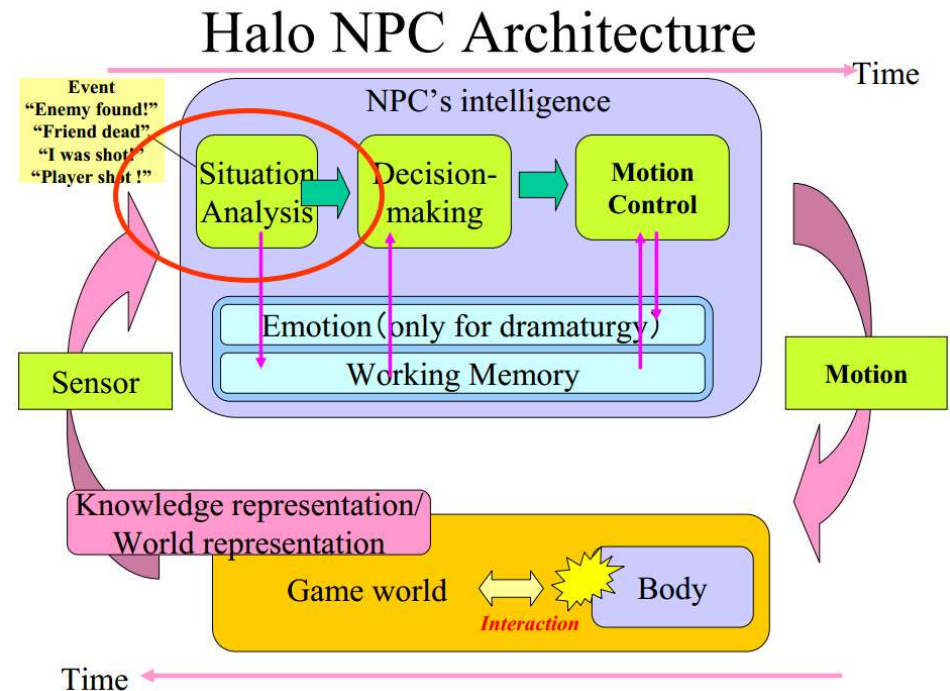 Halo NPC Architecture
Time
Event
“Enemy found!”
“Friend dead”
“I was shot!”
“Player shot !”
NPC’s intelligence
Situation
Analysis
Decision-
making
Motion
Control
Emotion(only for dramaturgy)
Working Memory
Sensor
Motion
Knowledge representation/
World representation
Game world
Interaction
Body
Time